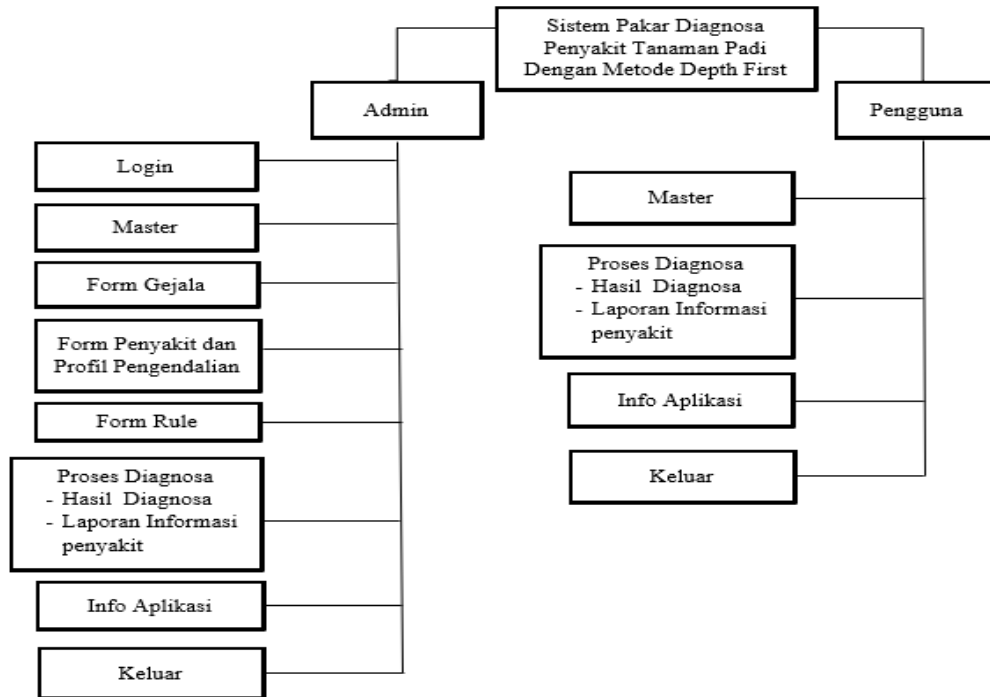 Sistem Pakar Diagnosa
Penyakit Tanaman Padi
Dengan Metode Depth First
Admin
Login
Master
Form Gejala
Form Penyakit dan
Profil Pengendalian
Form Rule
Proses Diagnosa
- Hasil Diagnosa
- Laporan Informasi
penyakit
Info Aplikasi
Keluar
Pengguna
Master
Proses Diagnosa
- Hasil Diagnosa
- Laporan Informasi
penyakit
Info Aplikasi
Keluar